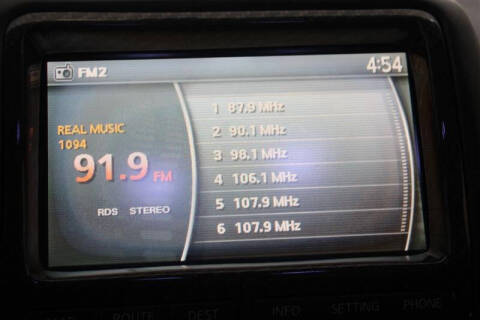 FM2
4:54
REAL MUSIC
1094
91.9 FM
RDS STEREO
1 87.9 MHz
2 90.1 MHz
3 98.1 MHz
4 106.1 MHz
5 107.9 MHz
6 107.9 MHz
ROUTE DEST INFO SETTING PHONE